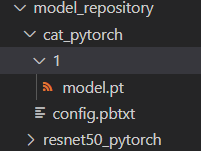 model_repository
cat_pytorch
1
model.pt
config.pbtxt
resnet50_pytorch